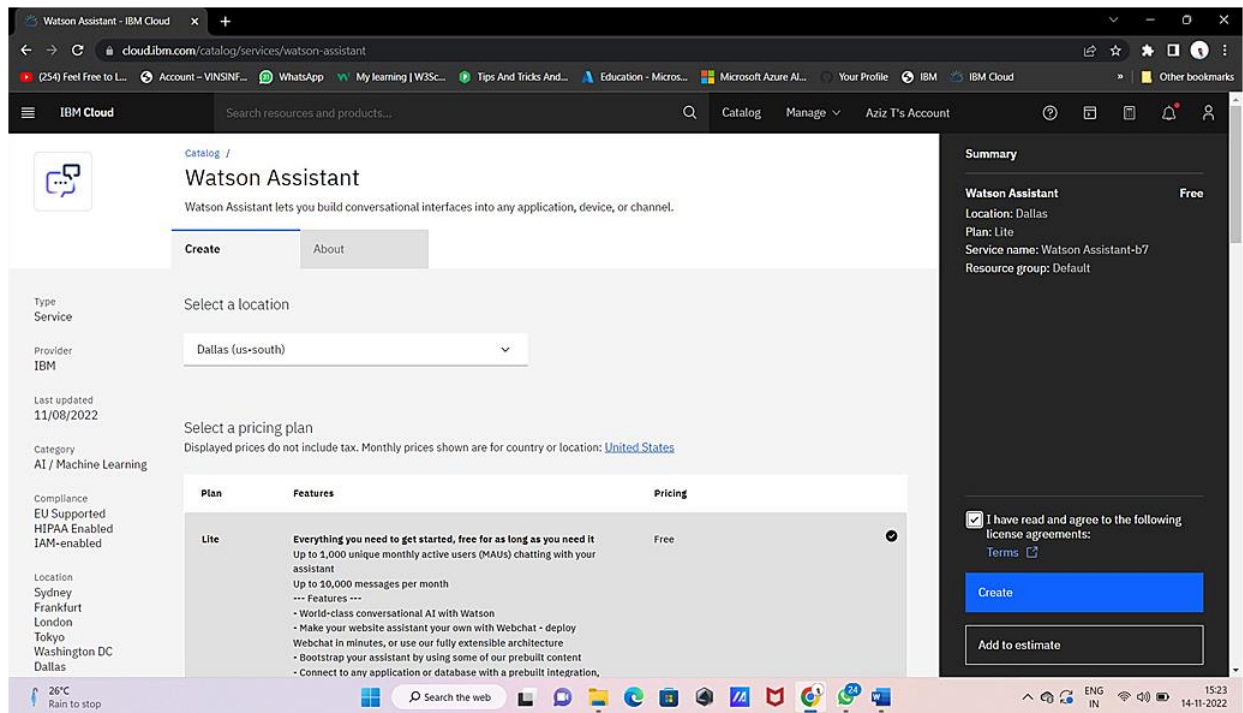 Watson Assistant - IBM Cloud
cloud.ibm.com/catalog/services/watson-assistant
(254) Feel Free to L...
Account – VINSINF...
WhatsApp
My learning | W3Sc...
Tips And Tricks And...
Education - Micros...
Microsoft Azure AI...
Your Profile
IBM
IBM Cloud
»
Other bookmarks
IBM Cloud
Search resources and products...
Catalog
Manage
Aziz T's Account
Catalog /
Watson Assistant
Watson Assistant lets you build conversational interfaces into any application, device, or channel.
Create
About
Type
Service
Provider
IBM
Last updated
11/08/2022
Category
AI / Machine Learning
Compliance
EU Supported
HIPAA Enabled
IAM-enabled
Location
Sydney
Frankfurt
London
Tokyo
Washington DC
Dallas
Select a location
Dallas (us-south)
Select a pricing plan
Displayed prices do not include tax. Monthly prices shown are for country or location: United States
Plan Features Pricing
Lite
Everything you need to get started, free for as long as you need it
Up to 1,000 unique monthly active users (MAUs) chatting with your
assistant
Up to 10,000 messages per month
--- Features ---
- World-class conversational AI with Watson
- Make your website assistant your own with Webchat - deploy
Webchat in minutes, or use our fully extensible architecture
- Bootstrap your assistant by using some of our prebuilt content
- Connect to any application or database with a prebuilt integration,
Free
Summary
Watson Assistant Free
Location: Dallas
Plan: Lite
Service name: Watson Assistant-b7
Resource group: Default
I have read and agree to the following
license agreements:
Terms
Create
Add to estimate
26°C
Rain to stop
Search the web
24
ENG
IN
15:23
14-11-2022